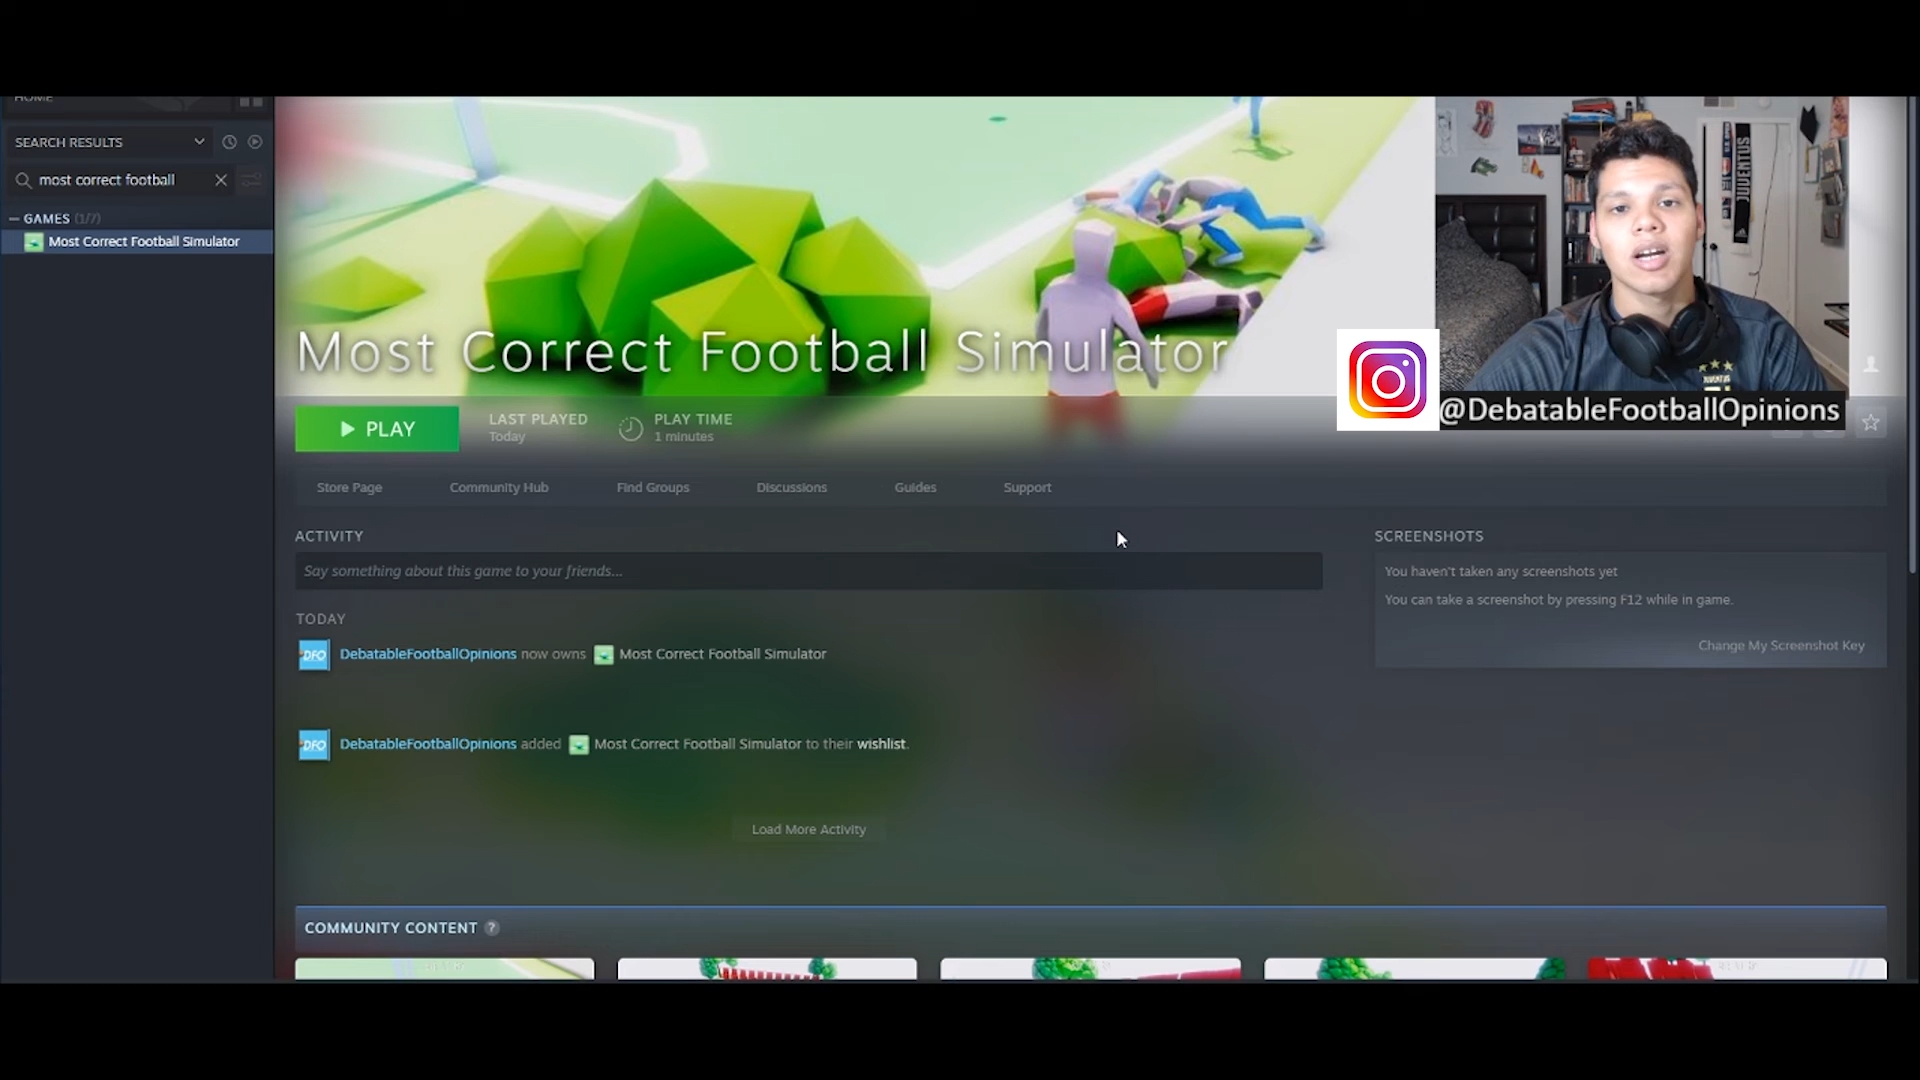 HOME
SEARCH RESULTS
most correct football
GAMES (1/7)
Most Correct Football Simulator
JUVENTUS
Most Correct Football Simulator
@DebatableFootballOpinions
PLAY
LAST PLAYED
Today
PLAY TIME
1 minutes
Store Page
Community Hub
Find Groups
Discussions
Guides
Support
ACTIVITY
Say something about this game to your friends...
TODAY
DFO
DebatableFootballOpinions now owns Most Correct Football Simulator
DFO
DebatableFootballOpinions added Most Correct Football Simulator to their wishlist.
Load More Activity
SCREENSHOTS
You haven't taken any screenshots yet
You can take a screenshot by pressing F12 while in game.
Change My Screenshot Key
COMMUNITY CONTENT ?